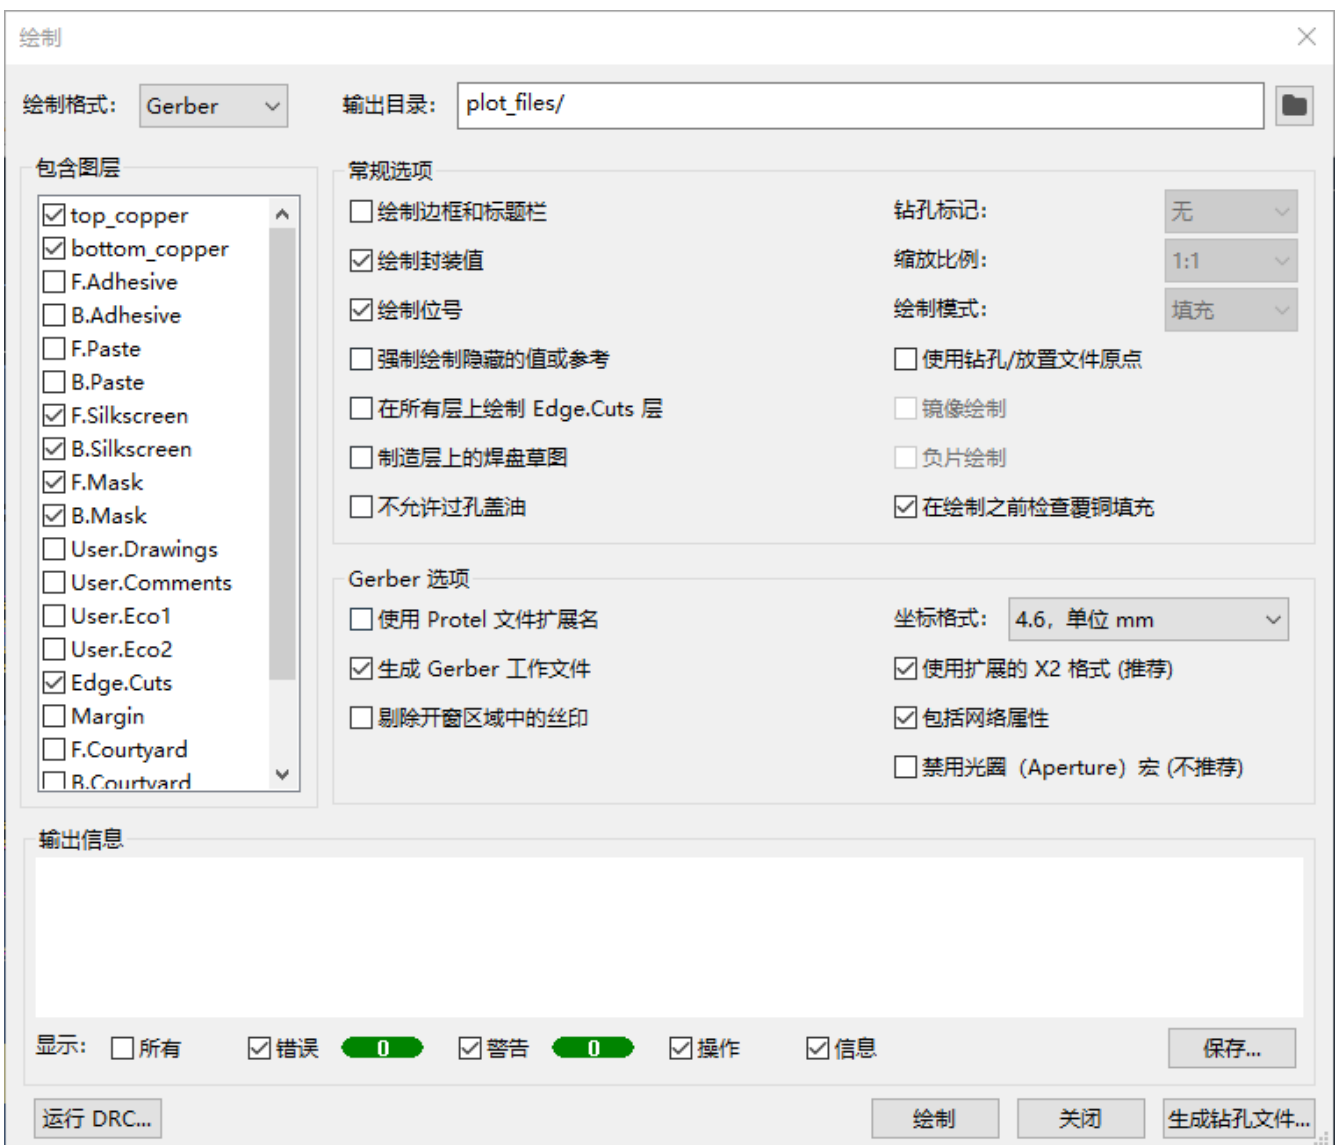 绘制
绘制格式: Gerber 输出目录: plot_files/
包含图层
top_copper
bottom_copper
F.Adhesive
B.Adhesive
F.Paste
B.Paste
F.Silkscreen
B.Silkscreen
F.Mask
B.Mask
User.Drawings
User.Comments
User.Eco1
User.Eco2
Edge.Cuts
Margin
F.Courtyard
B.Courtyard
常规选项
绘制边框和标题栏 钻孔标记: 无
绘制封装值 缩放比例: 1:1
绘制位号 绘制模式: 填充
强制绘制隐藏的值或参考 使用钻孔/放置文件原点
在所有层上绘制 Edge.Cuts 层 镜像绘制
制造层上的焊盘草图 负片绘制
不允许过孔盖油 在绘制之前检查覆铜填充
Gerber 选项
使用 Protel 文件扩展名 坐标格式: 4.6，单位 mm
生成 Gerber 工作文件 使用扩展的 X2 格式 (推荐)
剔除开窗区域中的丝印 包括网络属性
禁用光圈（Aperture）宏 (不推荐)
输出信息
显示: 所有 错误 0 警告 0 操作 信息 保存...
运行 DRC... 绘制 关闭 生成钻孔文件...